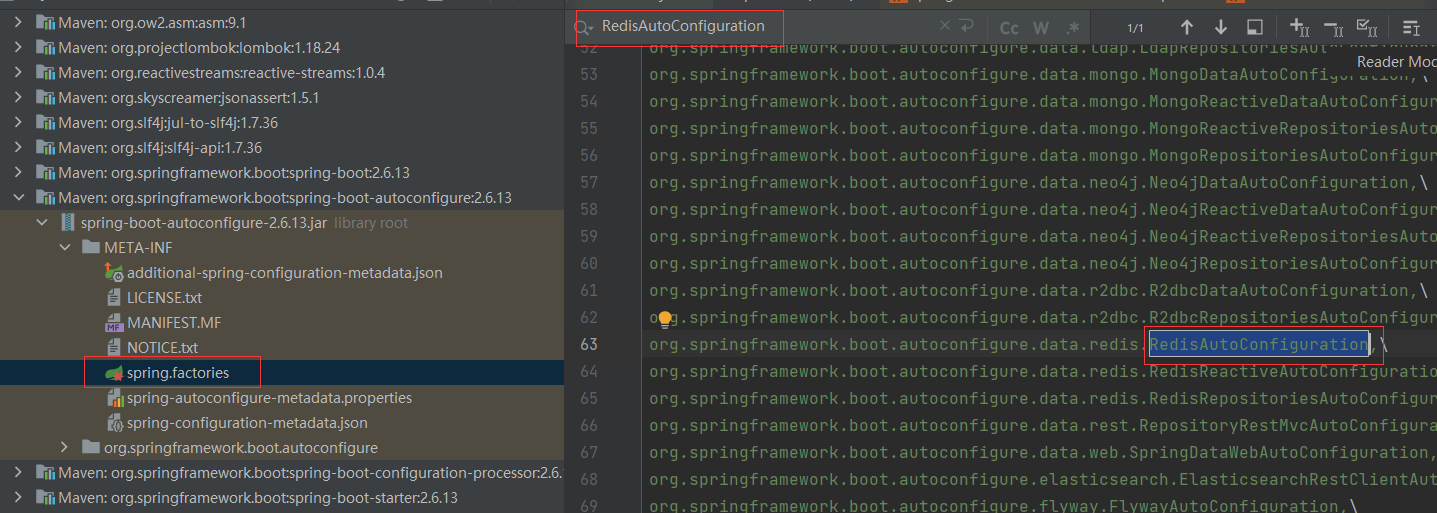 Maven: org.ow2.asm:asm:9.1
Maven: org.projectlombok:lombok:1.18.24
Maven: org.reactivestreams:reactive-streams:1.0.4
Maven: org.skyscreamer:jsonassert:1.5.1
Maven: org.slf4j:jul-to-slf4j:1.7.36
Maven: org.slf4j:slf4j-api:1.7.36
Maven: org.springframework.boot:spring-boot:2.6.13
Maven: org.springframework.boot:spring-boot-autoconfigure:2.6.13
spring-boot-autoconfigure-2.6.13.jar library root
META-INF
additional-spring-configuration-metadata.json
LICENSE.txt
MF MANIFEST.MF
NOTICE.txt
spring.factories
spring-autoconfigure-metadata.properties
spring-configuration-metadata.json
org.springframework.boot.autoconfigure
Maven: org.springframework.boot:spring-boot-configuration-processor:2.6.
Maven: org.springframework.boot:spring-boot-starter:2.6.13
RedisAutoConfiguration
Cc W .* 1/1
Reader Mo
52 org.springframework.boot.autoconfigure.data.ldap.LdapRepositoriesAut
53 org.springframework.boot.autoconfigure.data.mongo.MongoDataAutoConfiguration,\
54 org.springframework.boot.autoconfigure.data.mongo.MongoReactiveDataAutoConfigur
55 org.springframework.boot.autoconfigure.data.mongo.MongoReactiveRepositoriesAuto
56 org.springframework.boot.autoconfigure.data.mongo.MongoRepositoriesAutoConfigur
57 org.springframework.boot.autoconfigure.data.neo4j.Neo4jDataAutoConfiguration,\
58 org.springframework.boot.autoconfigure.data.neo4j.Neo4jReactiveDataAutoConfigur
59 org.springframework.boot.autoconfigure.data.neo4j.Neo4jReactiveRepositoriesAuto
60 org.springframework.boot.autoconfigure.data.neo4j.Neo4jRepositoriesAutoConfigur
61 org.springframework.boot.autoconfigure.data.r2dbc.R2dbcDataAutoConfiguration,\
62 org.springframework.boot.autoconfigure.data.r2dbc.R2dbcRepositoriesAutoConfigur
63 org.springframework.boot.autoconfigure.data.redis.RedisAutoConfiguration,\
64 org.springframework.boot.autoconfigure.data.redis.RedisReactiveAutoConfiguration
65 org.springframework.boot.autoconfigure.data.redis.RedisRepositoriesAutoConfigur
66 org.springframework.boot.autoconfigure.data.rest.RepositoryRestMvcAutoConfigura
67 org.springframework.boot.autoconfigure.data.web.SpringDataWebAutoConfiguration,
68 org.springframework.boot.autoconfigure.elasticsearch.ElasticsearchRestClientAut
69 org.springframework.boot.autoconfigure.flyway.FlywayAutoConfiguration,\